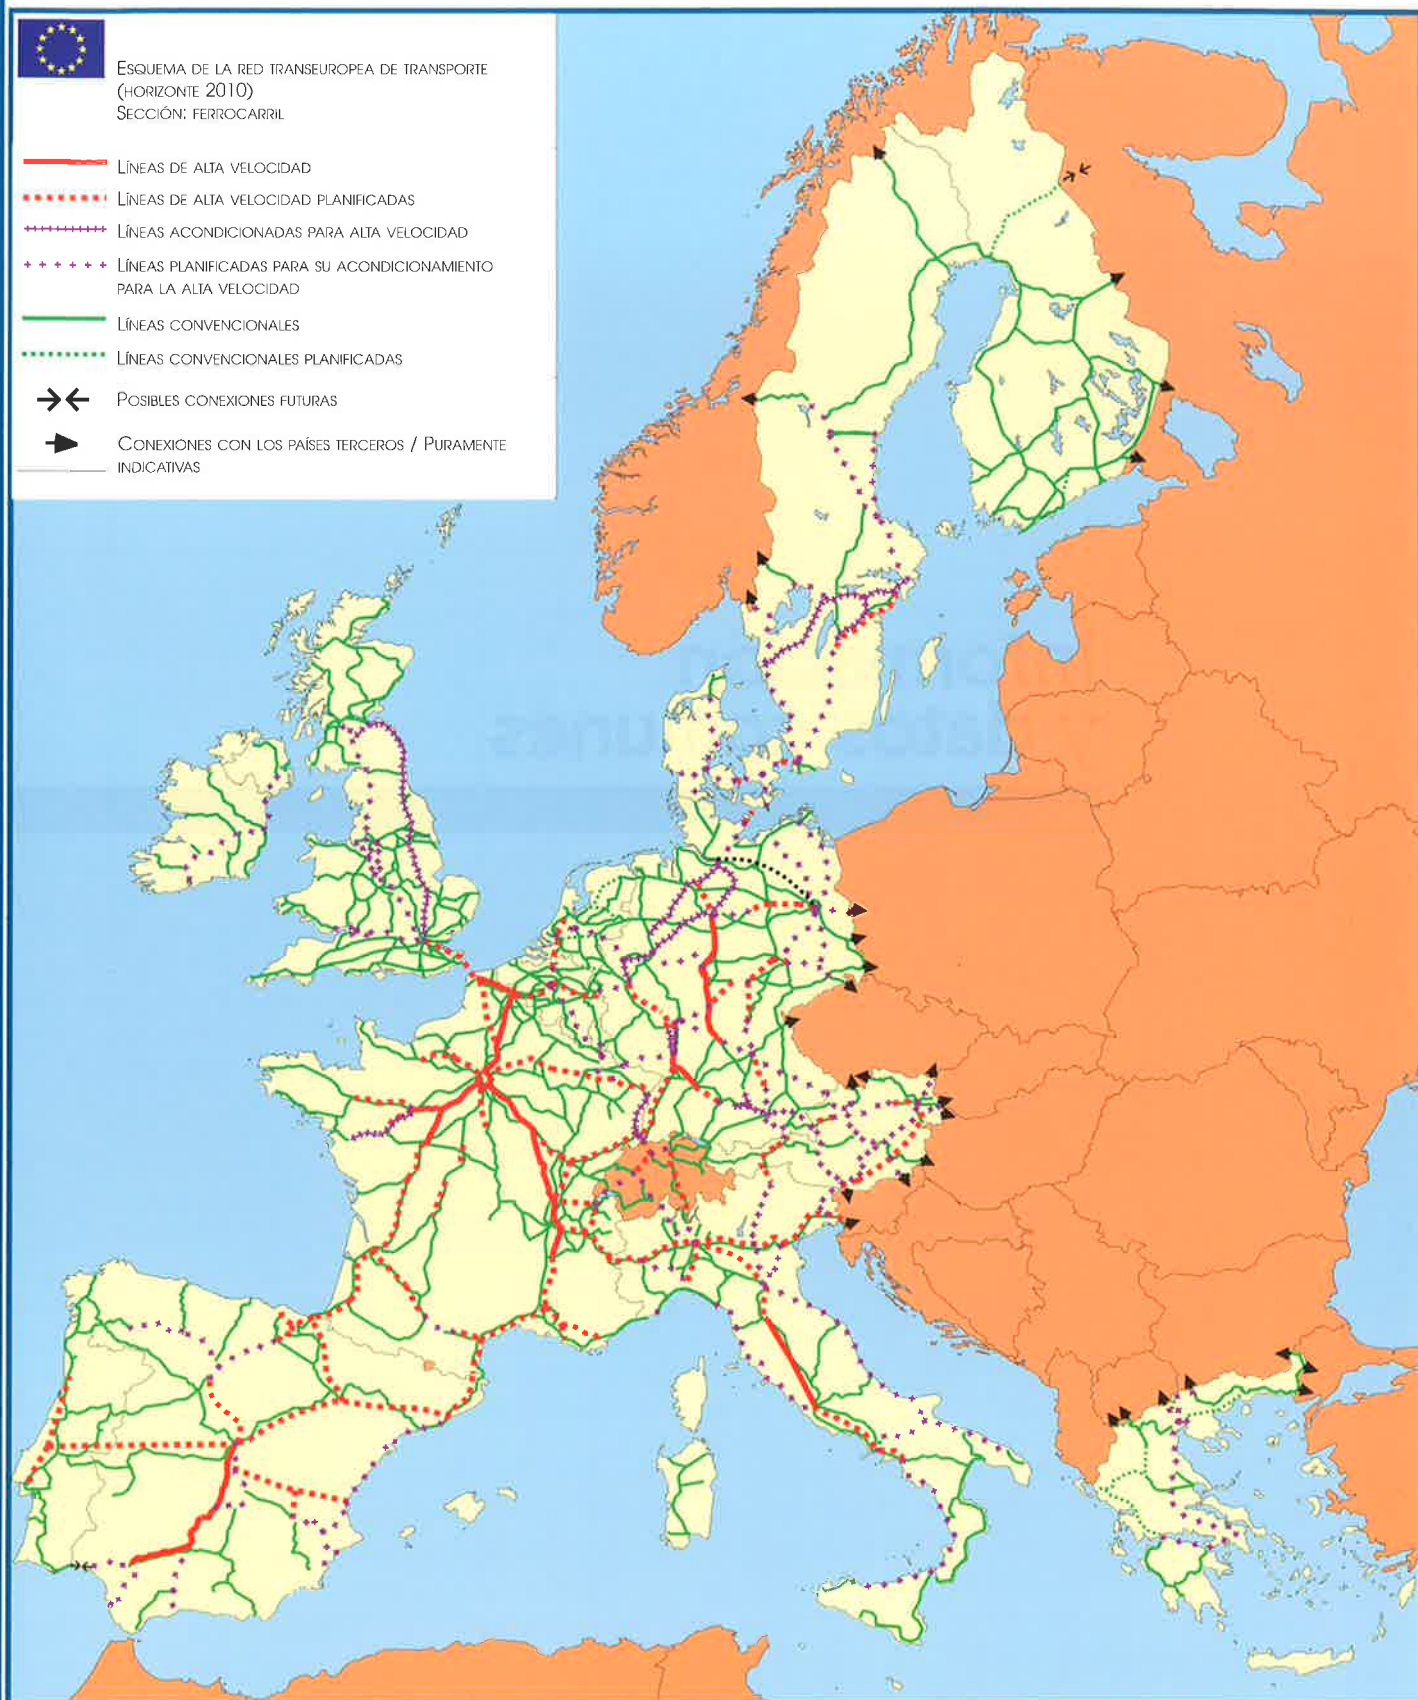 ESQUEMA DE LA RED TRANSEUROPEA DE TRANSPORTE
(HORIZONTE 2010)
SECCIÓN: FERROCARRIL
LÍNEAS DE ALTA VELOCIDAD
LÍNEAS DE ALTA VELOCIDAD PLANIFICADAS
LÍNEAS ACONDICIONADAS PARA ALTA VELOCIDAD
LÍNEAS PLANIFICADAS PARA SU ACONDICIONAMIENTO
PARA LA ALTA VELOCIDAD
LÍNEAS CONVENCIONALES
LÍNEAS CONVENCIONALES PLANIFICADAS
POSIBLES CONEXIONES FUTURAS
CONEXIONES CON LOS PAÍSES TERCEROS / PURAMENTE
INDICATIVAS